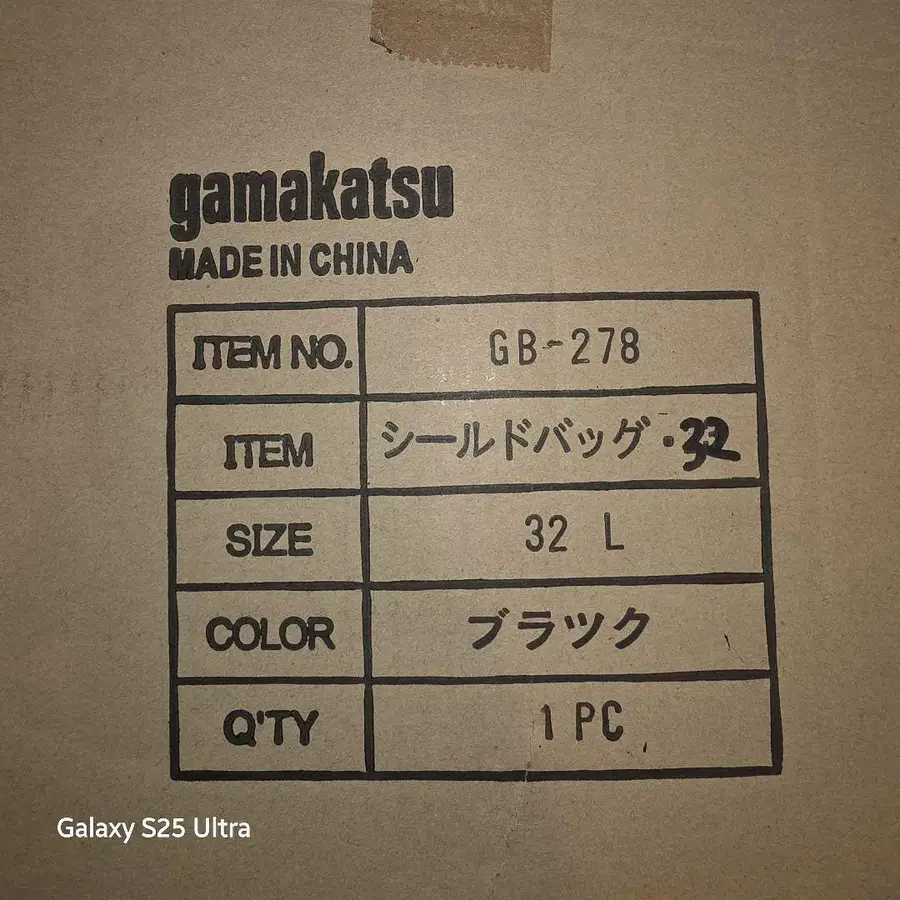 gamakatsu
MADE IN CHINA
ITEM NO. GB-278
ITEM シールドバッグ・32
SIZE 32 L
COLOR ブラツク
Q'TY 1 PC
Galaxy S25 Ultra